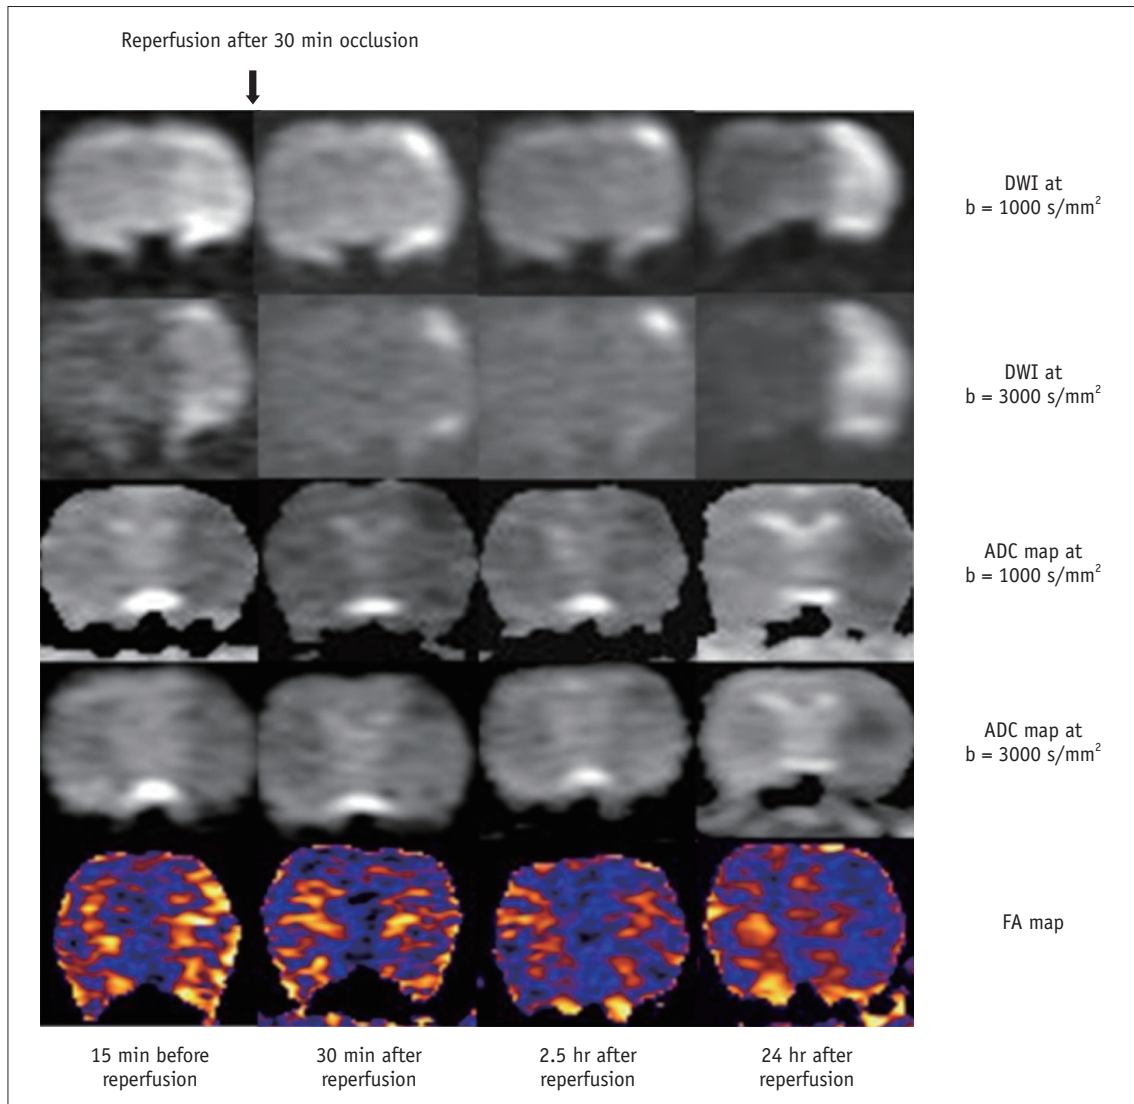 Reperfusion after 30 min occlusion
DWI at
b = 1000 s/mm²
DWI at
b = 3000 s/mm²
ADC map at
b = 1000 s/mm²
ADC map at
b = 3000 s/mm²
FA map
15 min before
reperfusion
30 min after
reperfusion
2.5 hr after
reperfusion
24 hr after
reperfusion